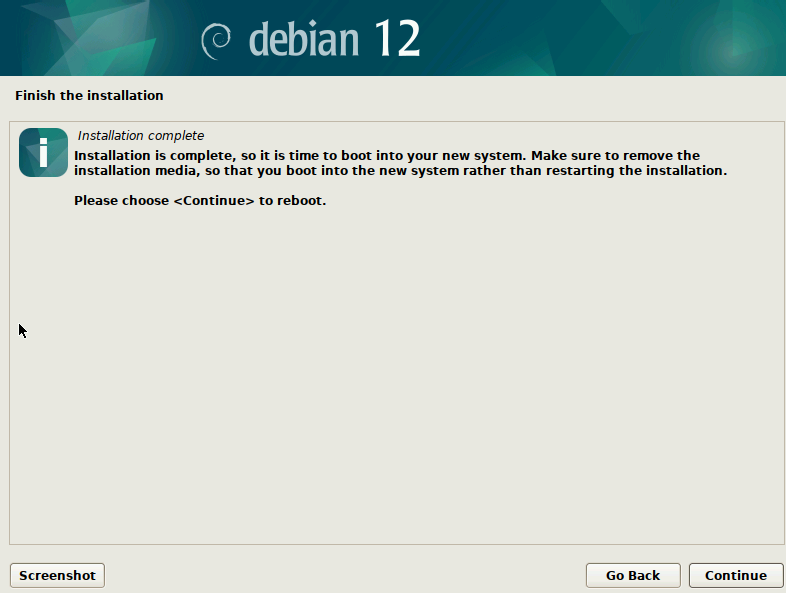 debian 12
Finish the installation
Installation complete
Installation is complete, so it is time to boot into your new system. Make sure to remove the
installation media, so that you boot into the new system rather than restarting the installation.
Please choose <Continue> to reboot.
Screenshot
Go Back
Continue